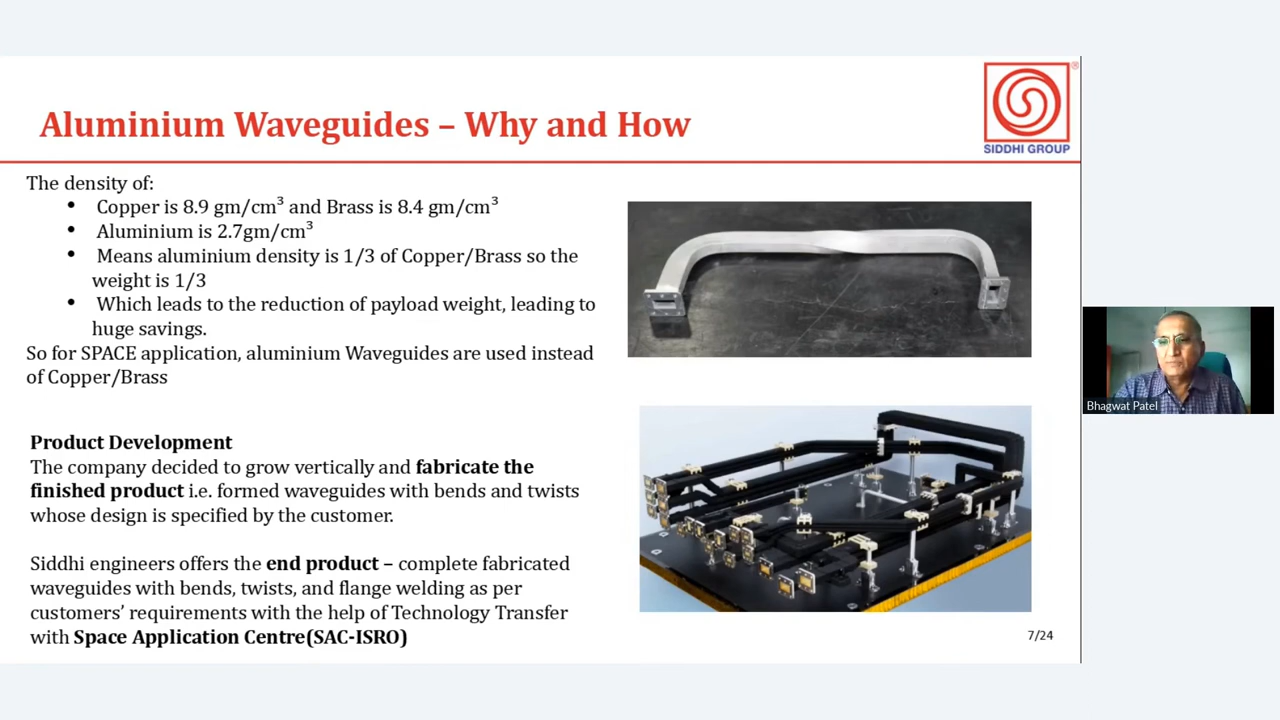 Aluminium Waveguides – Why and How
®
SIDDHI GROUP
The density of:
• Copper is 8.9 gm/cm³ and Brass is 8.4 gm/cm³
• Aluminium is 2.7gm/cm³
• Means aluminium density is 1/3 of Copper/Brass so the
weight is 1/3
• Which leads to the reduction of payload weight, leading to
huge savings.
So for SPACE application, aluminium Waveguides are used instead
of Copper/Brass
Product Development
The company decided to grow vertically and fabricate the
finished product i.e. formed waveguides with bends and twists
whose design is specified by the customer.
Siddhi engineers offers the end product – complete fabricated
waveguides with bends, twists, and flange welding as per
customers’ requirements with the help of Technology Transfer
with Space Application Centre(SAC-ISRO)
7/24
Bhagwat Patel